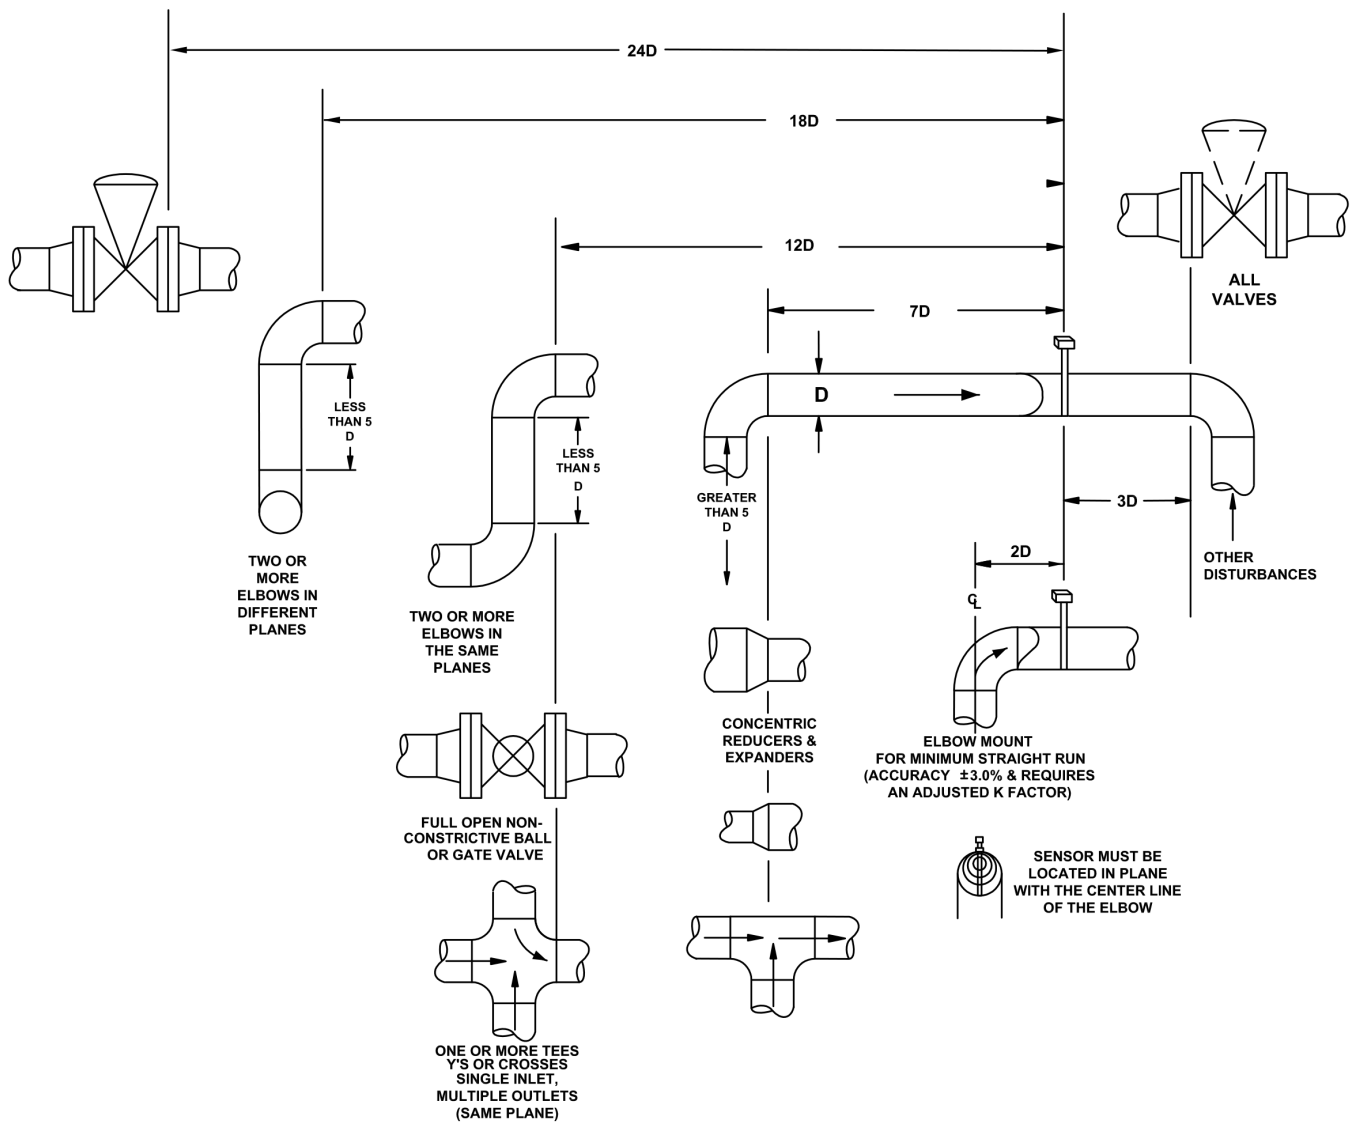 24D
18D
12D
7D
ALL
VALVES
D
LESS
THAN 5
D
LESS
THAN 5
D
GREATER
THAN 5
D
3D
2D
OTHER
DISTURBANCES
TWO OR
MORE
ELBOWS IN
DIFFERENT
PLANES
TWO OR MORE
ELBOWS IN
THE SAME
PLANES
CL
CONCENTRIC
REDUCERS &
EXPANDERS
ELBOW MOUNT
FOR MINIMUM STRAIGHT RUN
(ACCURACY ±3.0% & REQUIRES
AN ADJUSTED K FACTOR)
FULL OPEN NON-
CONSTRICTIVE BALL
OR GATE VALVE
SENSOR MUST BE
LOCATED IN PLANE
WITH THE CENTER LINE
OF THE ELBOW
ONE OR MORE TEES
Y'S OR CROSSES
SINGLE INLET,
MULTIPLE OUTLETS
(SAME PLANE)